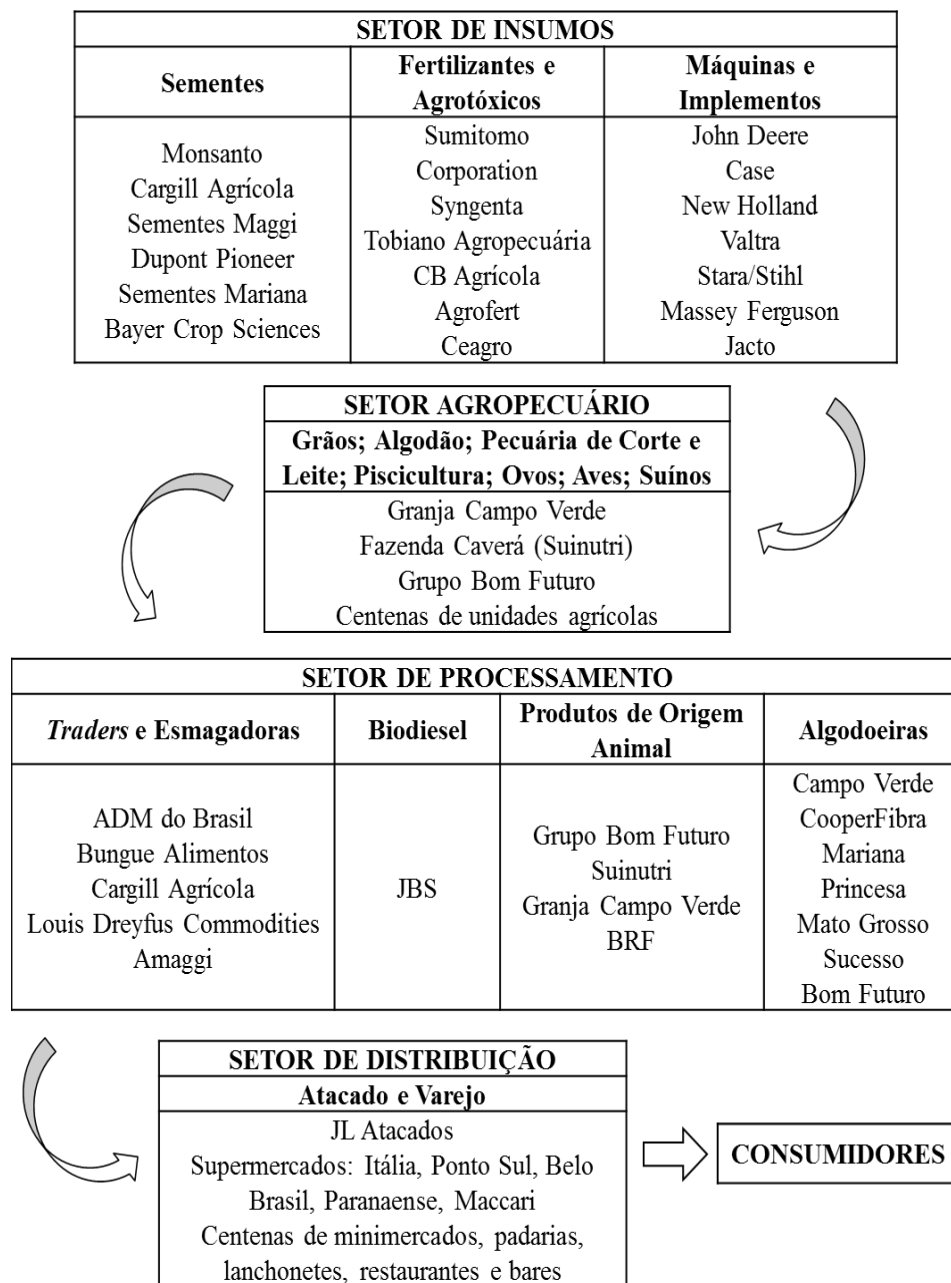 SETOR DE INSUMOS
Sementes
Fertilizantes e
Agrotóxicos
Máquinas e
Implementos
Monsanto
Cargill Agrícola
Sementes Maggi
Dupont Pioneer
Sementes Mariana
Bayer Crop Sciences
Sumitomo
Corporation
Syngenta
Tobiano Agropecuária
CB Agrícola
Agrofert
Ceagro
John Deere
Case
New Holland
Valtra
Stara/Stihl
Massey Ferguson
Jacto
SETOR AGROPECUÁRIO
Grãos; Algodão; Pecuária de Corte e
Leite; Piscicultura; Ovos; Aves; Suínos
Granja Campo Verde
Fazenda Caverá (Suinutri)
Grupo Bom Futuro
Centenas de unidades agrícolas
SETOR DE PROCESSAMENTO
Traders e Esmagadoras
Biodiesel
Produtos de Origem
Animal
Algodoeiras
ADM do Brasil
Bungue Alimentos
Cargill Agrícola
Louis Dreyfus Commodities
Amaggi
JBS
Grupo Bom Futuro
Suinutri
Granja Campo Verde
BRF
Campo Verde
CooperFibra
Mariana
Princesa
Mato Grosso
Sucesso
Bom Futuro
SETOR DE DISTRIBUIÇÃO
Atacado e Varejo
JL Atacados
Supermercados: Itália, Ponto Sul, Belo
Brasil, Paranaense, Maccari
Centenas de minimercados, padarias,
lanchonetes, restaurantes e bares
CONSUMIDORES